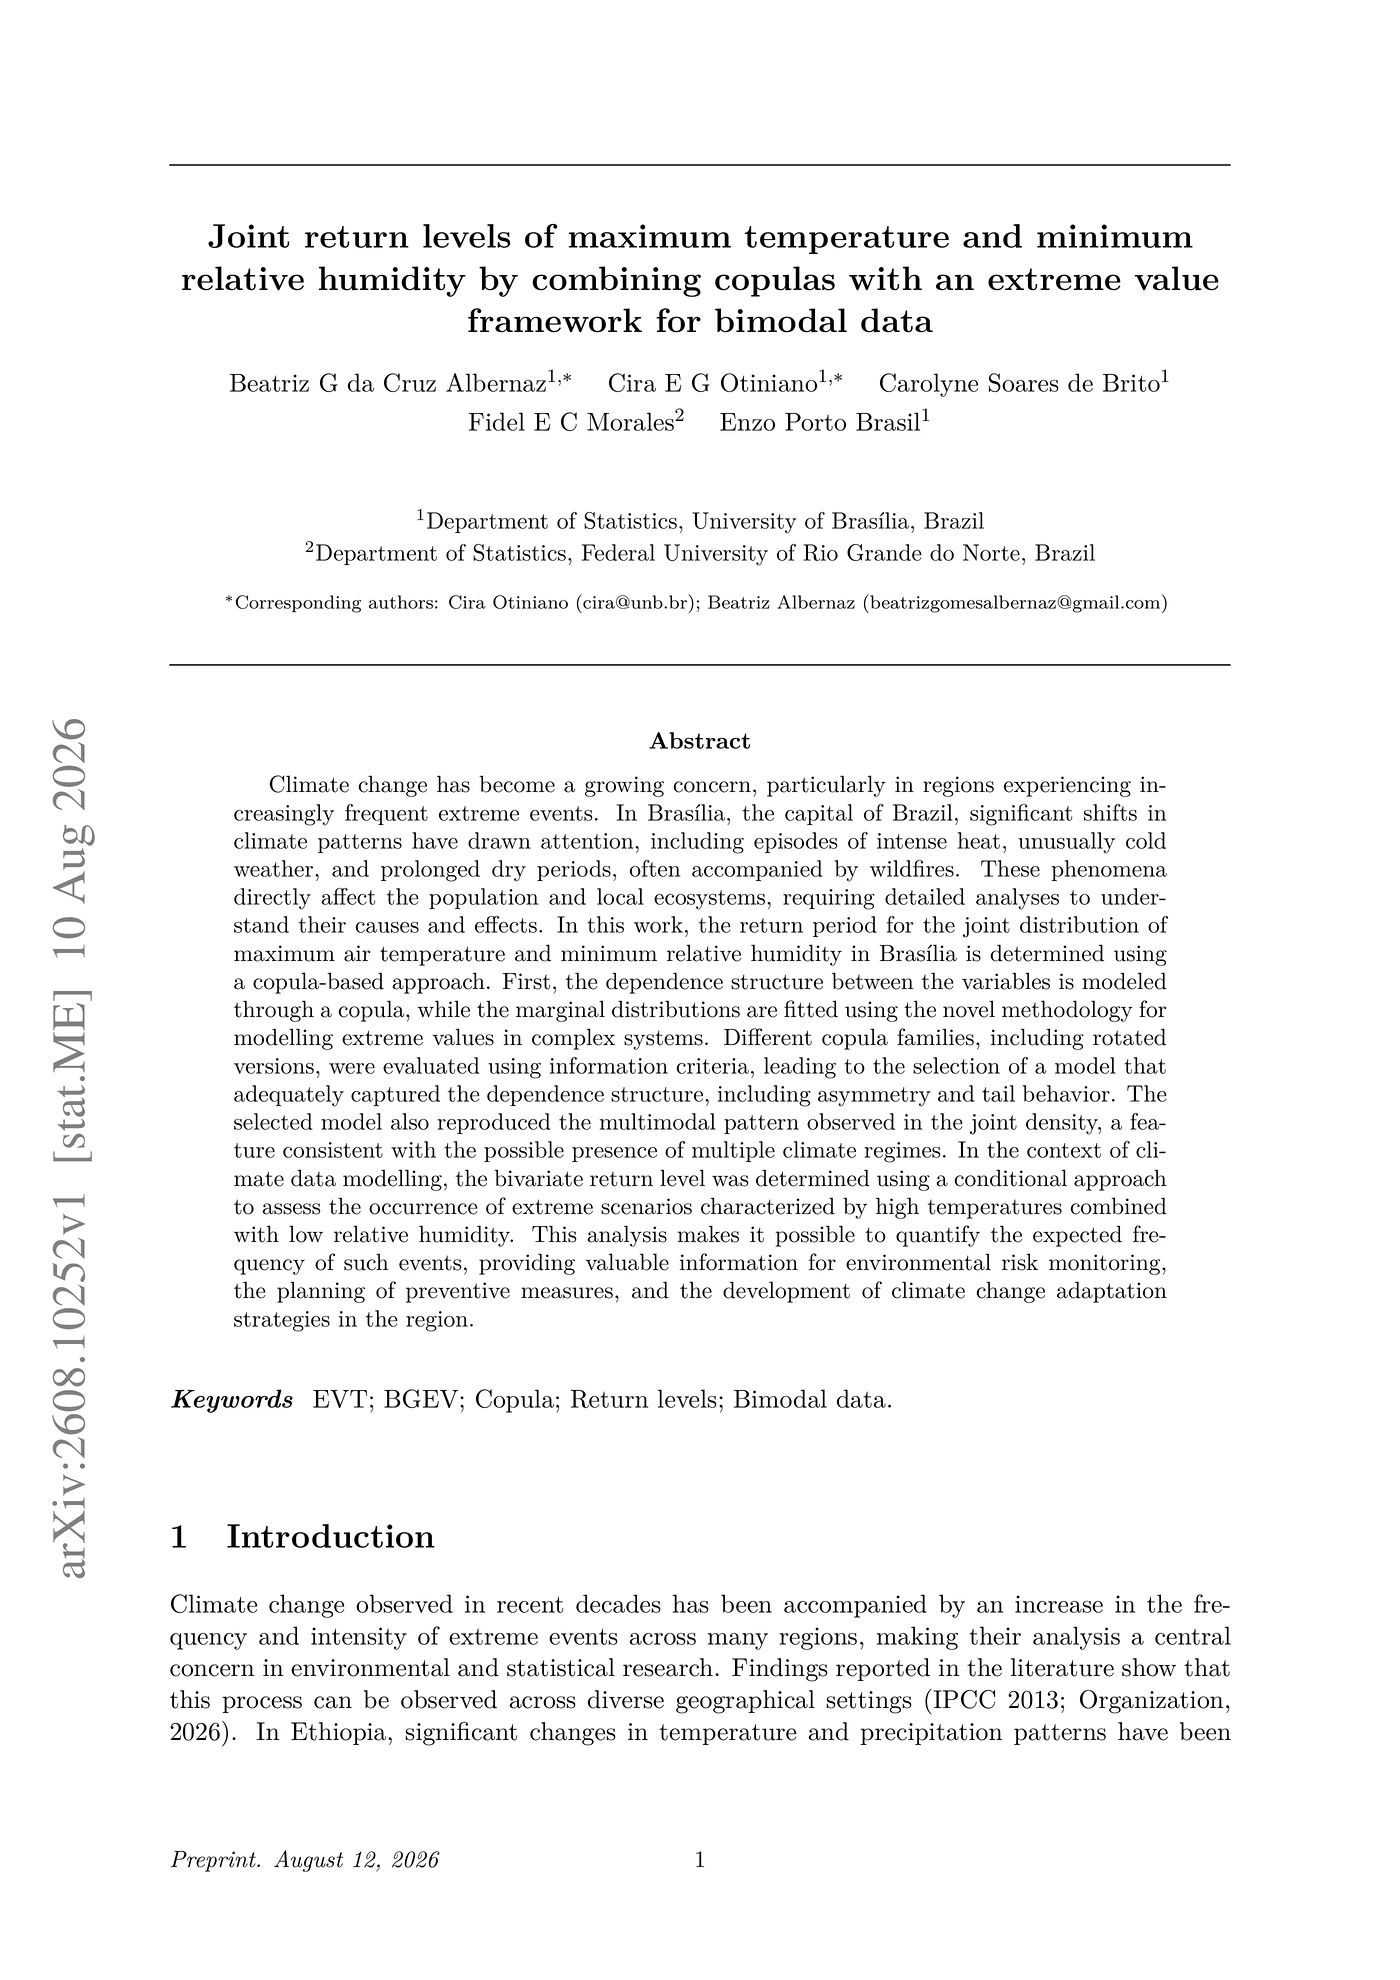 Joint return levels of maximum temperature and minimum
relative humidity by combining copulas with an extreme value
framework for bimodal data
Beatriz G da Cruz Albernaz1,* Cira E G Otiniano1,* Carolyne Soares de Brito1
Fidel E C Morales2 Enzo Porto Brasil1
1Department of Statistics, University of Brasília, Brazil
2Department of Statistics, Federal University of Rio Grande do Norte, Brazil
*Corresponding authors: Cira Otiniano (cira@unb.br); Beatriz Albernaz (beatrizgomesalbernaz@gmail.com)
Abstract
Climate change has become a growing concern, particularly in regions experiencing in-
creasingly frequent extreme events. In Brasília, the capital of Brazil, significant shifts in
climate patterns have drawn attention, including episodes of intense heat, unusually cold
weather, and prolonged dry periods, often accompanied by wildfires. These phenomena
directly affect the population and local ecosystems, requiring detailed analyses to under-
stand their causes and effects. In this work, the return period for the joint distribution of
maximum air temperature and minimum relative humidity in Brasília is determined using
a copula-based approach. First, the dependence structure between the variables is modeled
through a copula, while the marginal distributions are fitted using the novel methodology for
modelling extreme values in complex systems. Different copula families, including rotated
versions, were evaluated using information criteria, leading to the selection of a model that
adequately captured the dependence structure, including asymmetry and tail behavior. The
selected model also reproduced the multimodal pattern observed in the joint density, a fea-
ture consistent with the possible presence of multiple climate regimes. In the context of cli-
mate data modelling, the bivariate return level was determined using a conditional approach
to assess the occurrence of extreme scenarios characterized by high temperatures combined
with low relative humidity. This analysis makes it possible to quantify the expected fre-
quency of such events, providing valuable information for environmental risk monitoring,
the planning of preventive measures, and the development of climate change adaptation
strategies in the region.
Keywords EVT; BGEV; Copula; Return levels; Bimodal data.
1 Introduction
Climate change observed in recent decades has been accompanied by an increase in the fre-
quency and intensity of extreme events across many regions, making their analysis a central
concern in environmental and statistical research. Findings reported in the literature show that
this process can be observed across diverse geographical settings (IPCC 2013; Organization,
2026). In Ethiopia, significant changes in temperature and precipitation patterns have been
Preprint. August 12, 2026 1
arXiv:2608.10252v1 [stat.ME] 10 Aug 2026